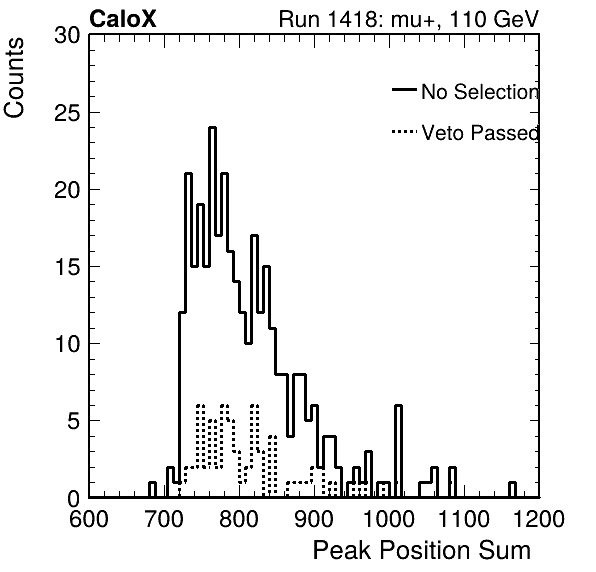 CaloX Run 1418: mu+, 110 GeV
Counts
30
25
20
15
10
5
0
No Selection
Veto Passed
600 700 800 900 1000 1100 1200
Peak Position Sum